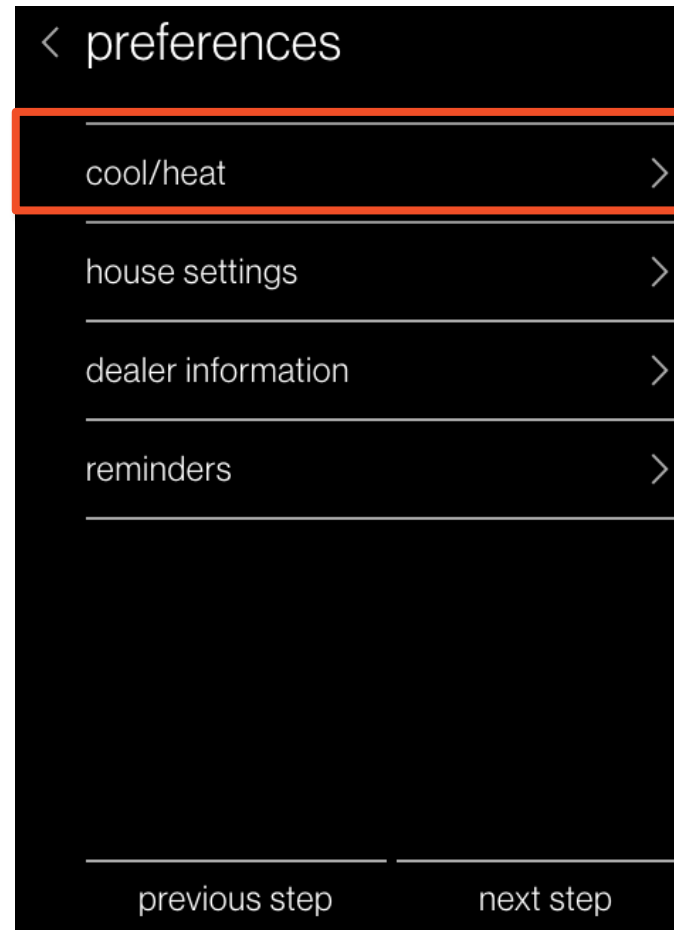 preferences
cool/heat
house settings
dealer information
reminders
previous step
next step